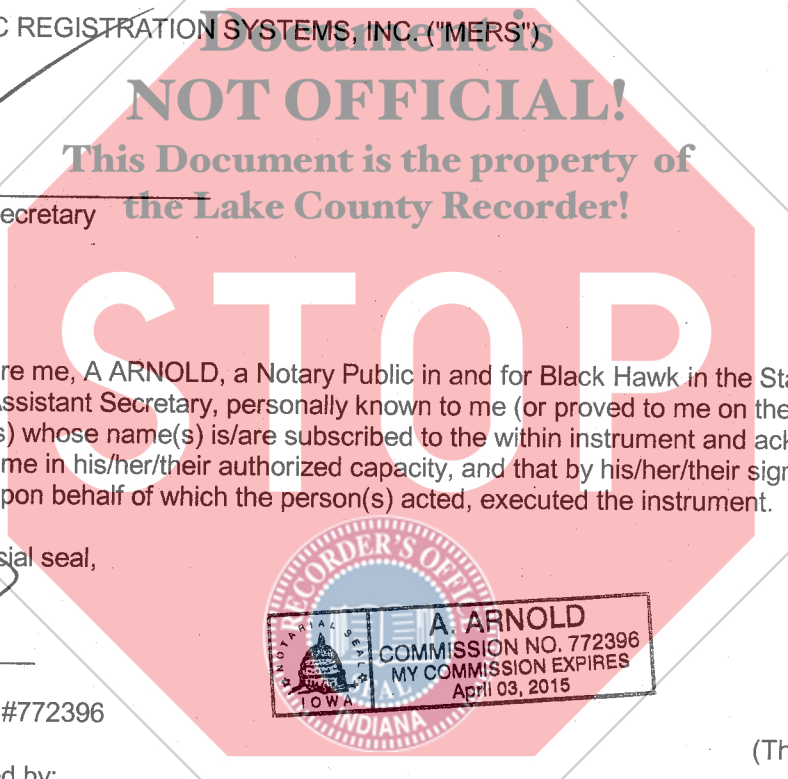 C REGISTRATION SYSTEMS, INC. ("MERS")
Document is
NOT OFFICIAL!
This Document is the property of
the Lake County Recorder!
ecretary
STOP
re me, A ARNOLD, a Notary Public in and for Black Hawk in the Sta
Assistant Secretary, personally known to me (or proved to me on the
s) whose name(s) is/are subscribed to the within instrument and ack
me in his/her/their authorized capacity, and that by his/her/their sign
pon behalf of which the person(s) acted, executed the instrument.
ial seal,
RECORDER'S OFFICE
SEAL
INDIANA
NOTARIAL SEAL
IOWA
A. ARNOLD
COMMISSION NO. 772396
MY COMMISSION EXPIRES
April 03, 2015
#772396
(Th
ed by: